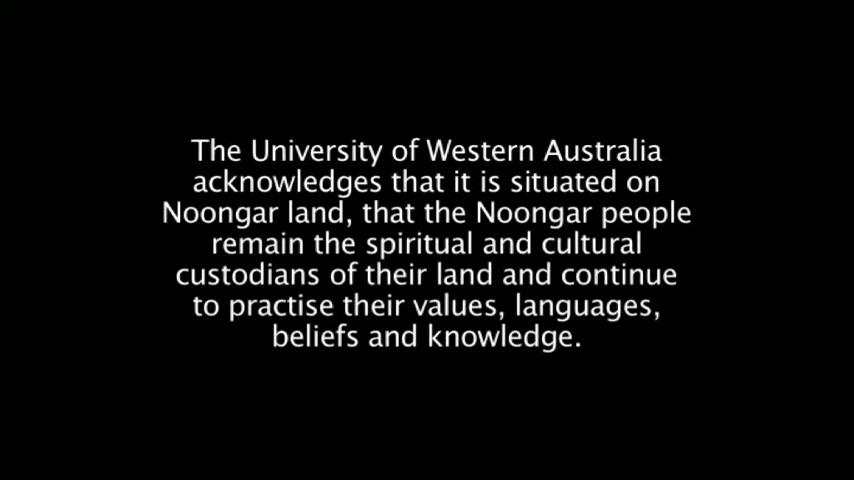 The University of Western Australia
acknowledges that it is situated on
Noongar land, that the Noongar people
remain the spiritual and cultural
custodians of their land and continue
to practise their values, languages,
beliefs and knowledge.